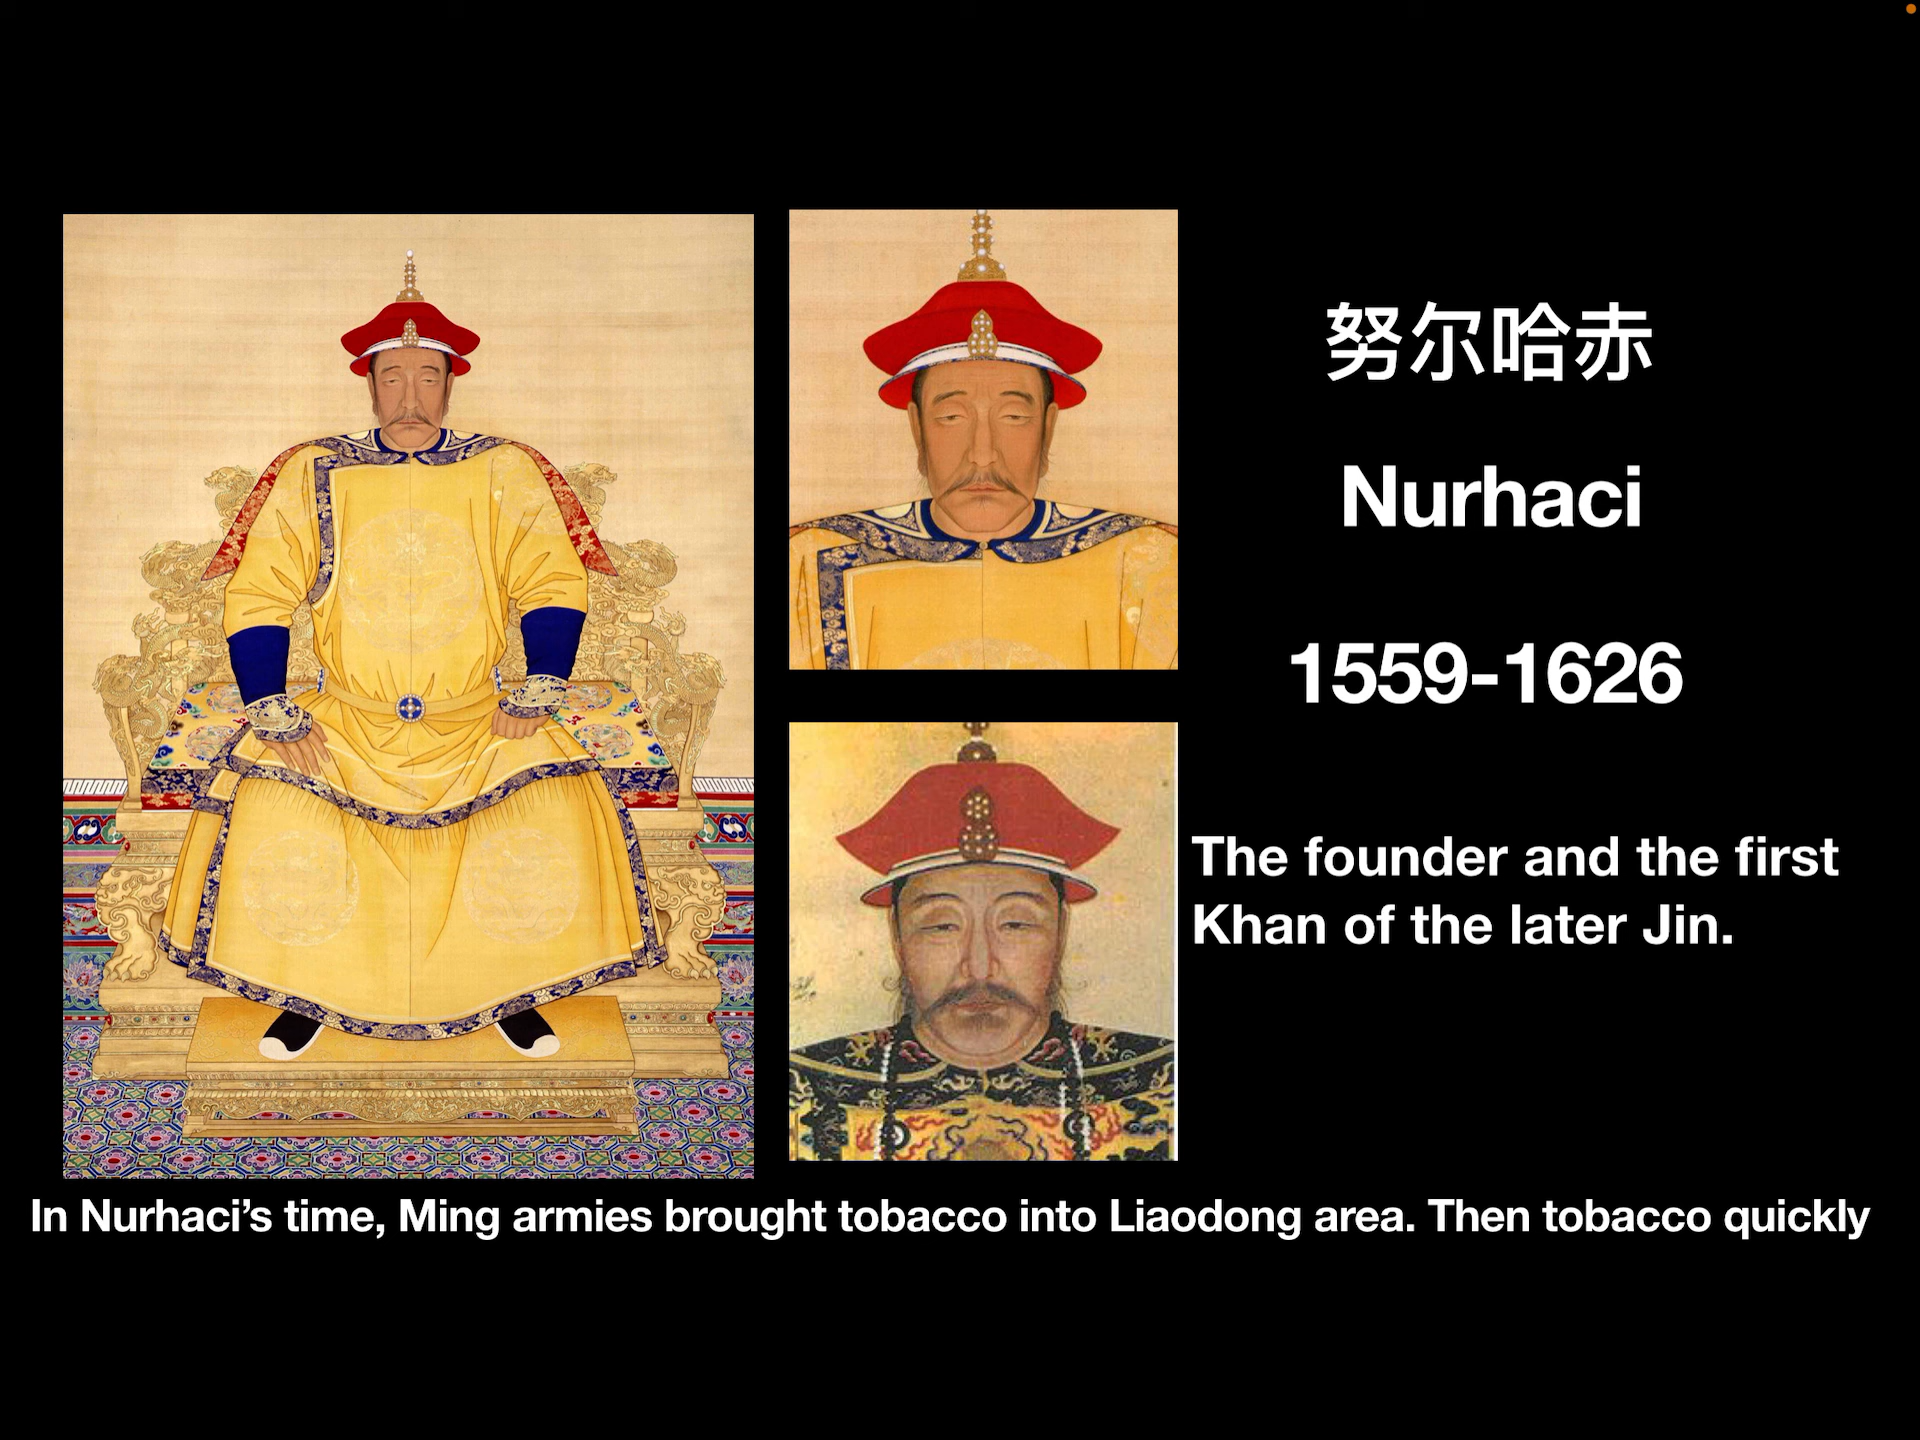 努尔哈赤
Nurhaci
1559-1626
The founder and the first
Khan of the later Jin.
In Nurhaci’s time, Ming armies brought tobacco into Liaodong area. Then tobacco quickly